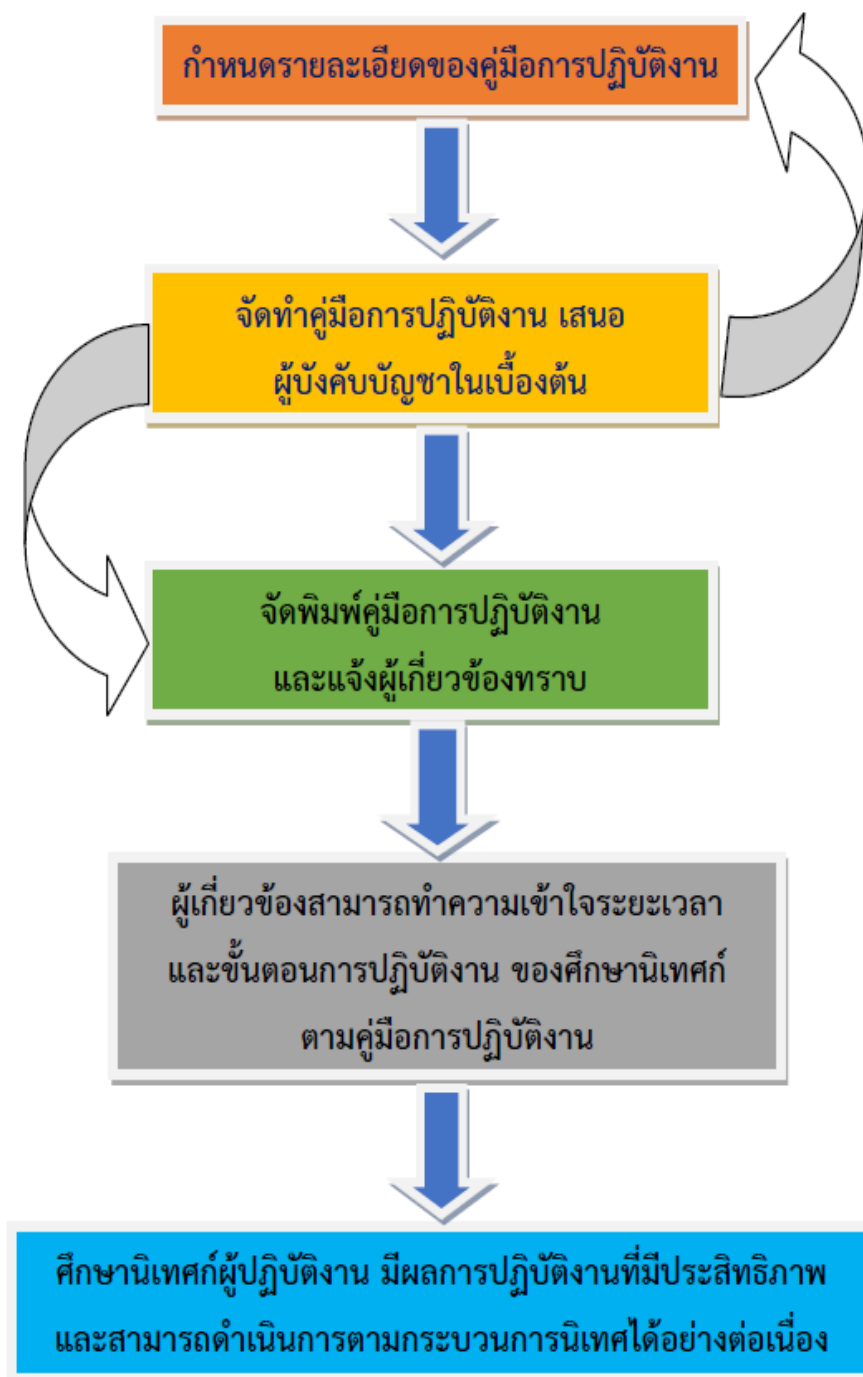 กำหนดรายละเอียดของคู่มือการปฏิบัติงาน
จัดทำคู่มือการปฏิบัติงาน เสนอ
ผู้บังคับบัญชาในเบื้องต้น
จัดพิมพ์คู่มือการปฏิบัติงาน
และแจ้งผู้เกี่ยวข้องทราบ
ผู้เกี่ยวข้องสามารถทำความเข้าใจระยะเวลา
และขั้นตอนการปฏิบัติงาน ของศึกษานิเทศก์
ตามคู่มือการปฏิบัติงาน
ศึกษานิเทศก์ผู้ปฏิบัติงาน มีผลการปฏิบัติงานที่มีประสิทธิภาพ
และสามารถดำเนินการตามกระบวนการนิเทศได้อย่างต่อเนื่อง